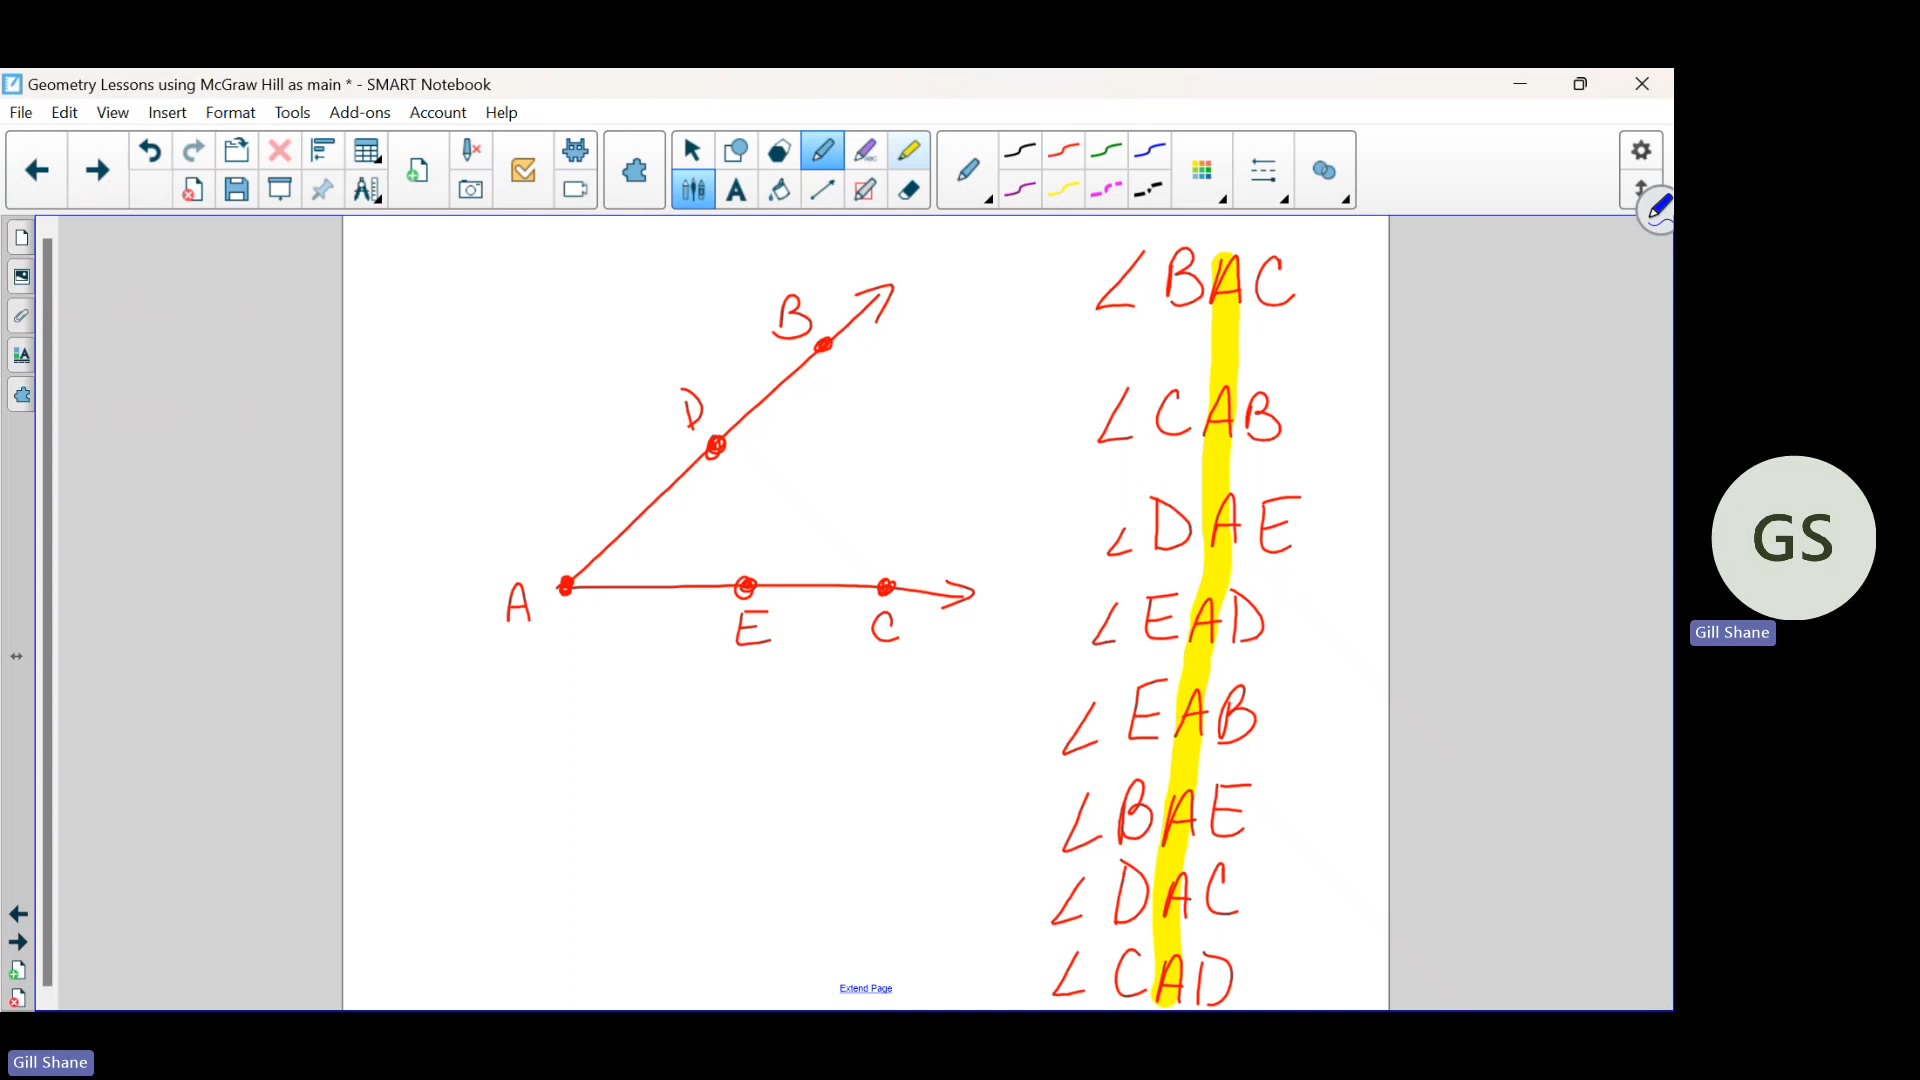 Geometry Lessons using McGraw Hill as main * - SMART Notebook
File Edit View Insert Format Tools Add-ons Account Help
∠BAC
B
∠CAB
D
∠DAE
A
E
C
∠EAD
∠EAB
∠BAE
∠DAC
∠CAD
Extend Page
GS
Gill Shane
Gill Shane